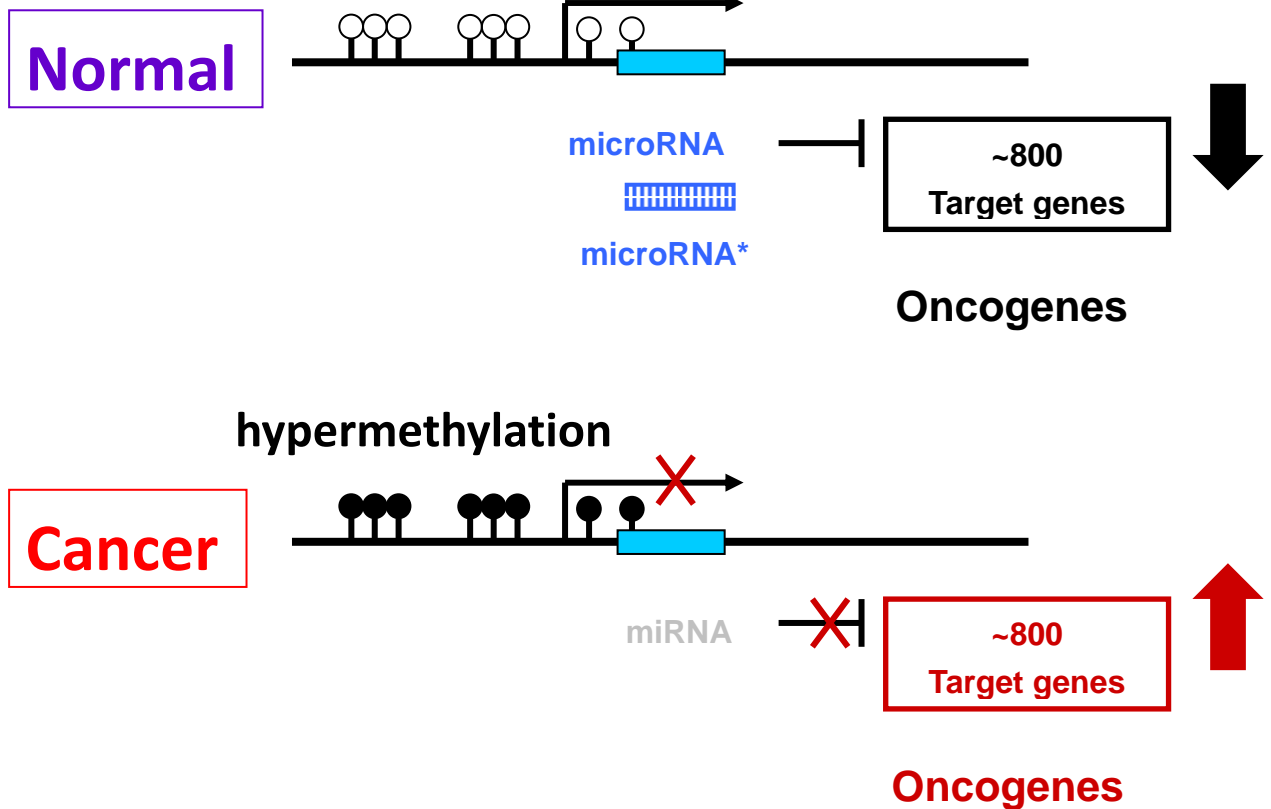 Normal
microRNA
~800
Target genes
microRNA*
Oncogenes
hypermethylation
Cancer
miRNA
~800
Target genes
Oncogenes